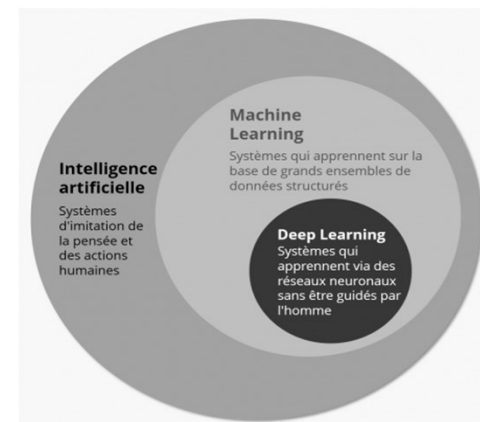 Machine
Learning
Systèmes qui apprennent sur la
base de grands ensembles de
données structurés
Intelligence
artificielle
Systèmes
d'imitation de
la pensée et
des actions
humaines
Deep Learning
Systèmes qui
apprennent via des
réseaux neuronaux
sans être guidés par
l'homme